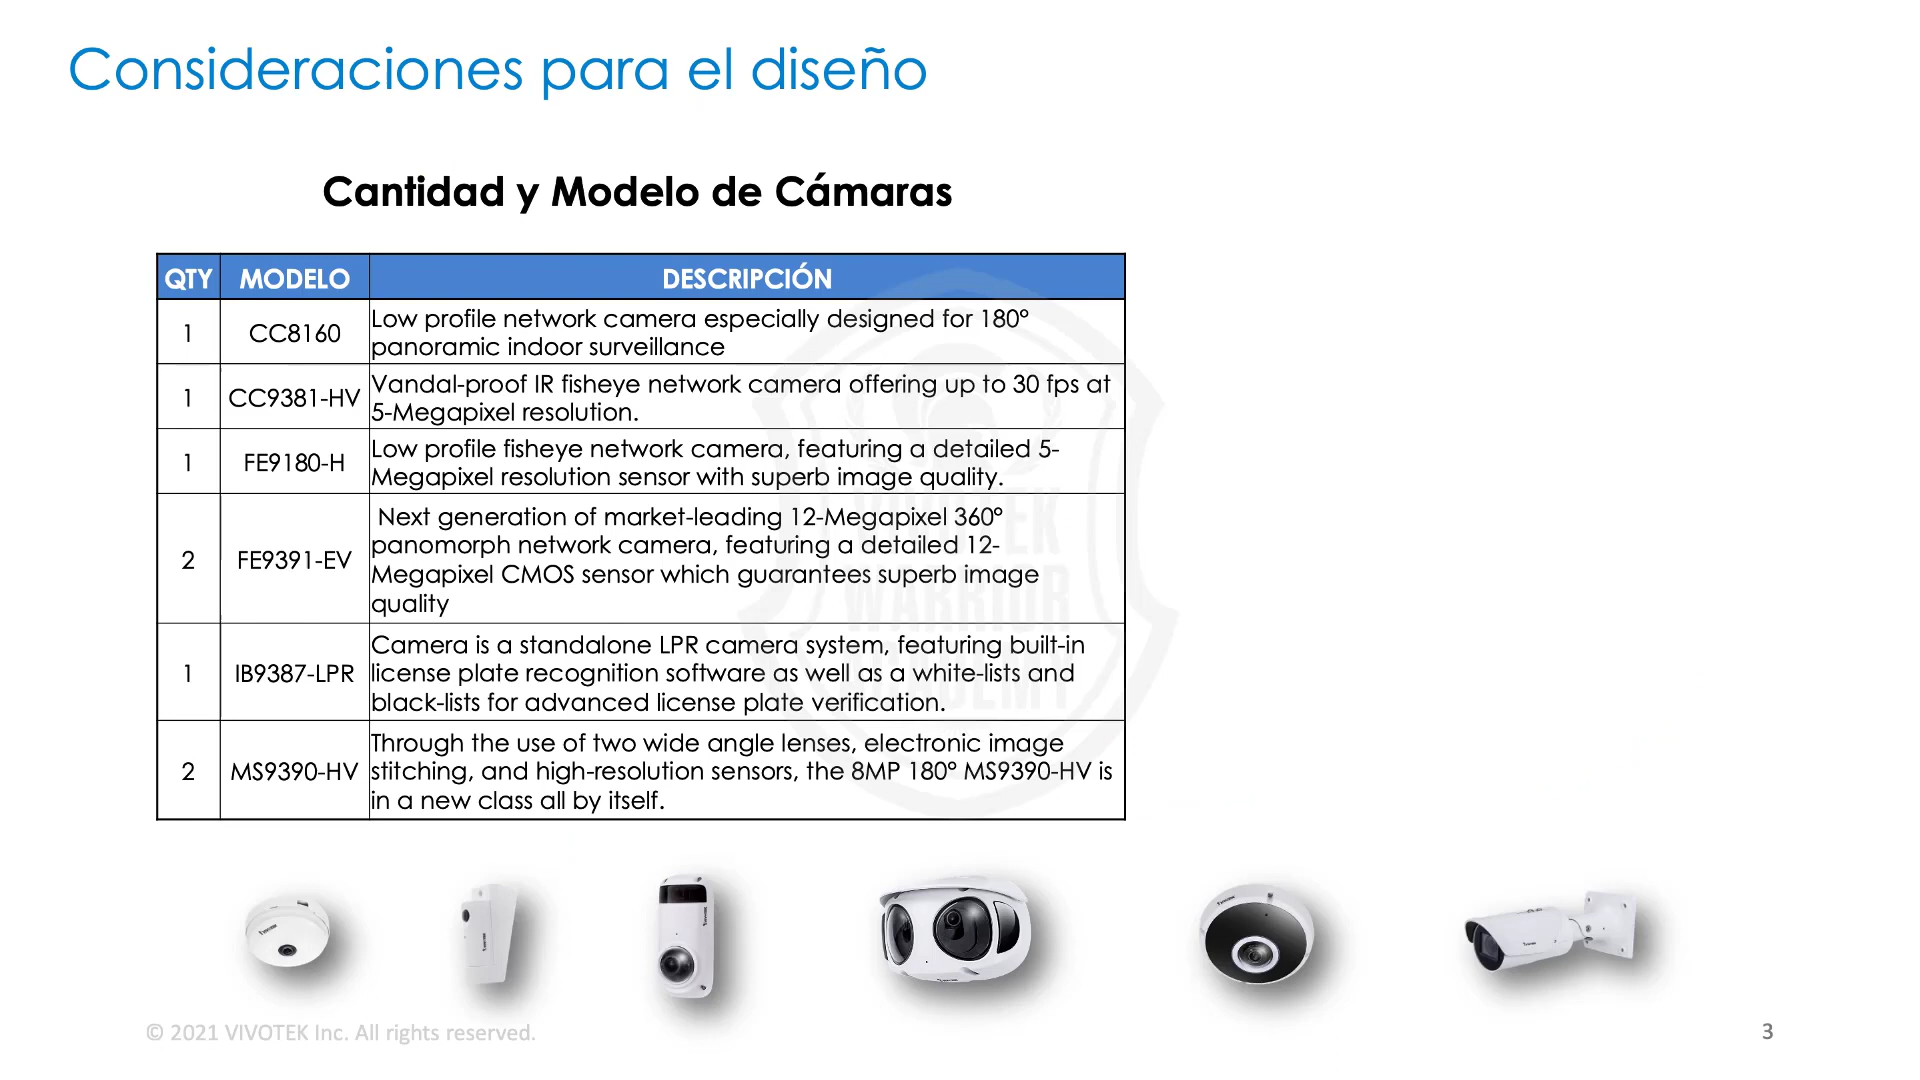 Consideraciones para el diseño
Cantidad y Modelo de Cámaras
QTY MODELO DESCRIPCIÓN
1 CC8160 Low profile network camera especially designed for 180°
panoramic indoor surveillance
1 CC9381-HV Vandal-proof IR fisheye network camera offering up to 30 fps at
5-Megapixel resolution.
1 FE9180-H Low profile fisheye network camera, featuring a detailed 5-
Megapixel resolution sensor with superb image quality.
2 FE9391-EV Next generation of market-leading 12-Megapixel 360°
panomorph network camera, featuring a detailed 12-
Megapixel CMOS sensor which guarantees superb image
quality
1 IB9387-LPR Camera is a standalone LPR camera system, featuring built-in
license plate recognition software as well as a white-lists and
black-lists for advanced license plate verification.
2 MS9390-HV Through the use of two wide angle lenses, electronic image
stitching, and high-resolution sensors, the 8MP 180° MS9390-HV is
in a new class all by itself.
VIVOTEK
WARRIOR
ACADEMY
© 2021 VIVOTEK Inc. All rights reserved.
3